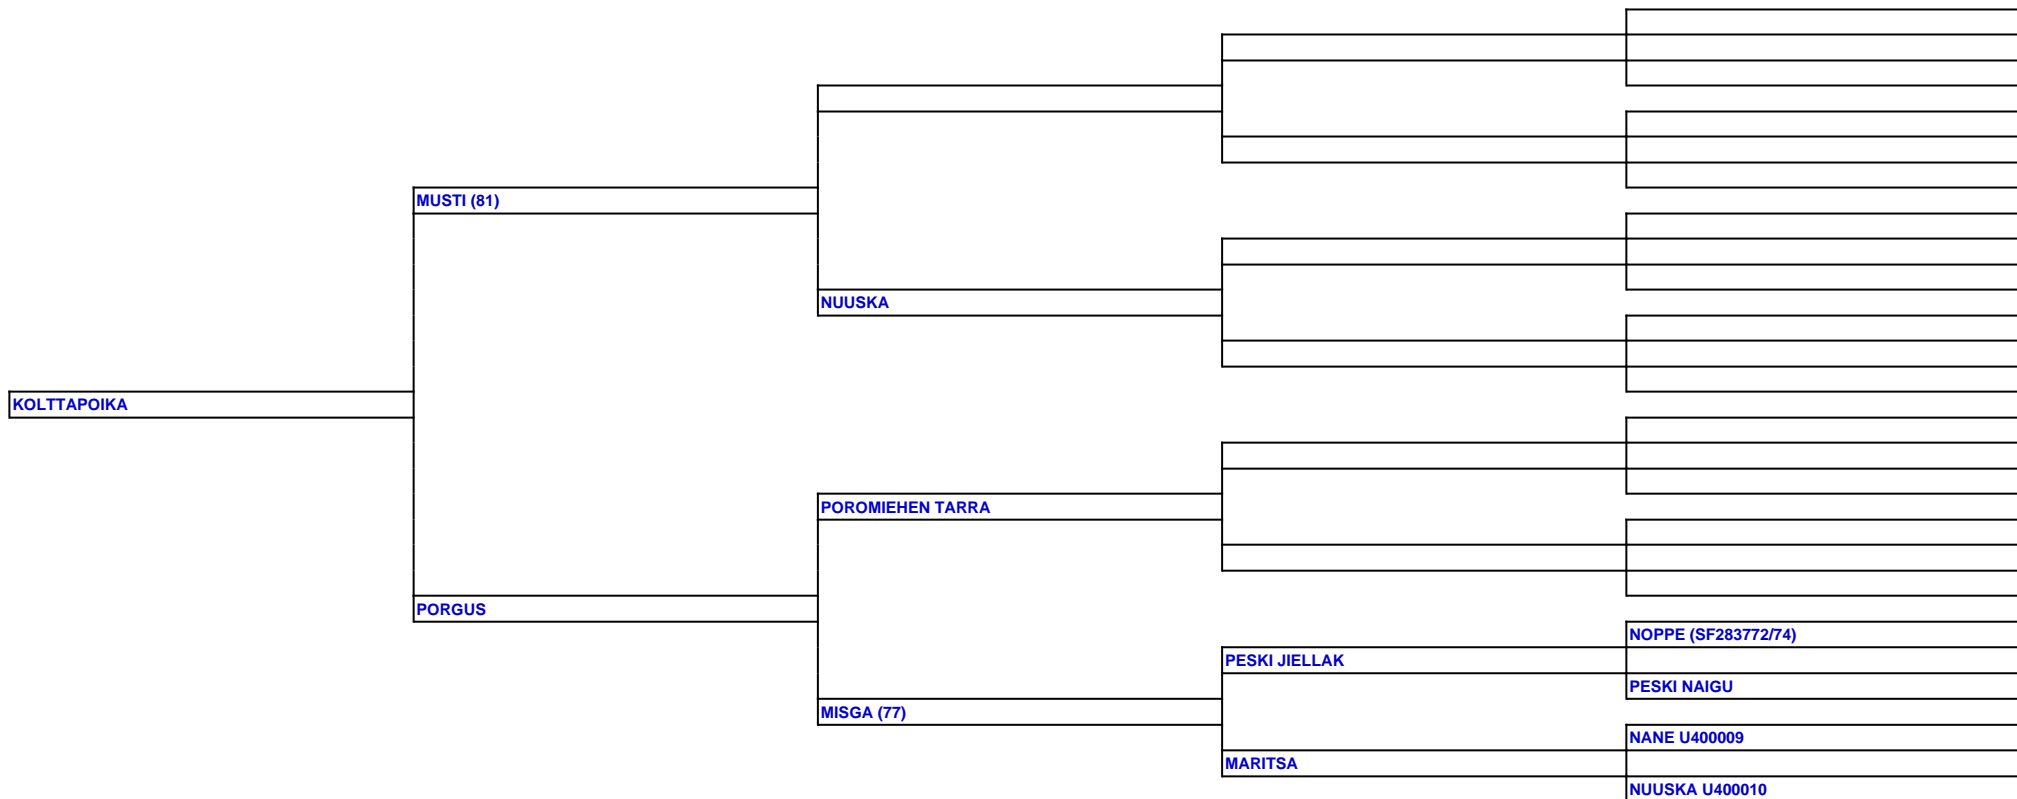 MUSTI (81)
NUUSKA
KOLTTAPOIKA
POROMIEHEN TARRA
PORGUS
NOPPE (SF283772/74)
PESKI JIELLAK
PESKI NAIGU
MISGA (77)
NANE U400009
MARITSA
NUUSKA U400010